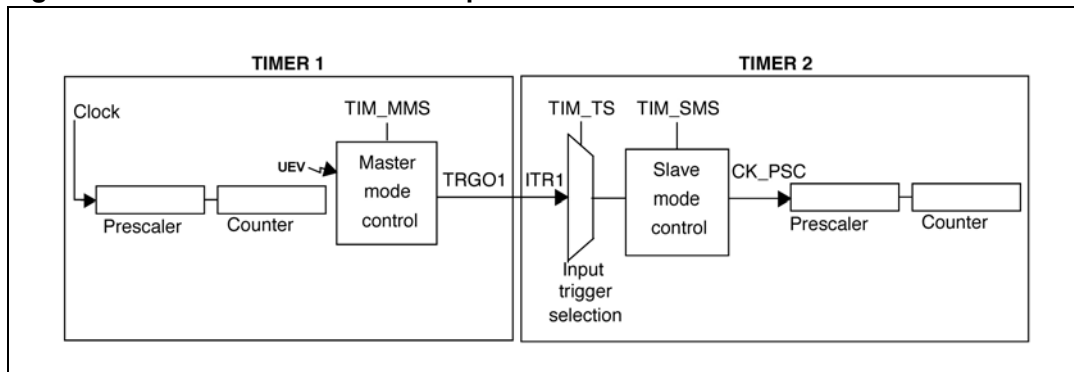 TIMER 1
TIMER 2
Clock
TIM_MMS
TIM_TS
TIM_SMS
UEV
Master
mode
control
TRGO1
ITR1
Slave
mode
control
CK_PSC
Prescaler
Counter
Prescaler
Counter
Input
trigger
selection